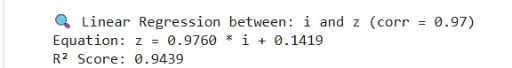 🔍 Linear Regression between: i and z (corr = 0.97)
Equation: z = 0.9760 * i + 0.1419
R² Score: 0.9439